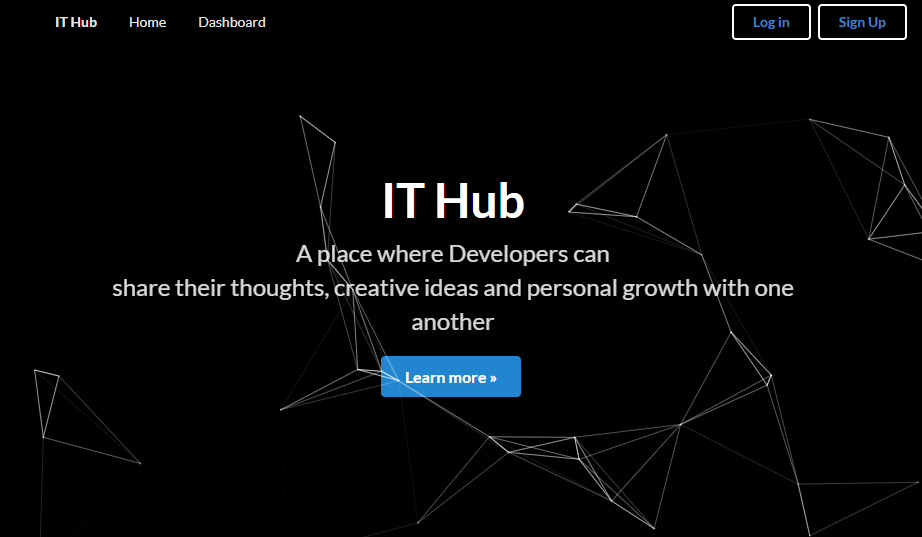 IT Hub Home Dashboard Log in Sign Up
IT Hub
A place where Developers can
share their thoughts, creative ideas and personal growth with one
another
Learn more »